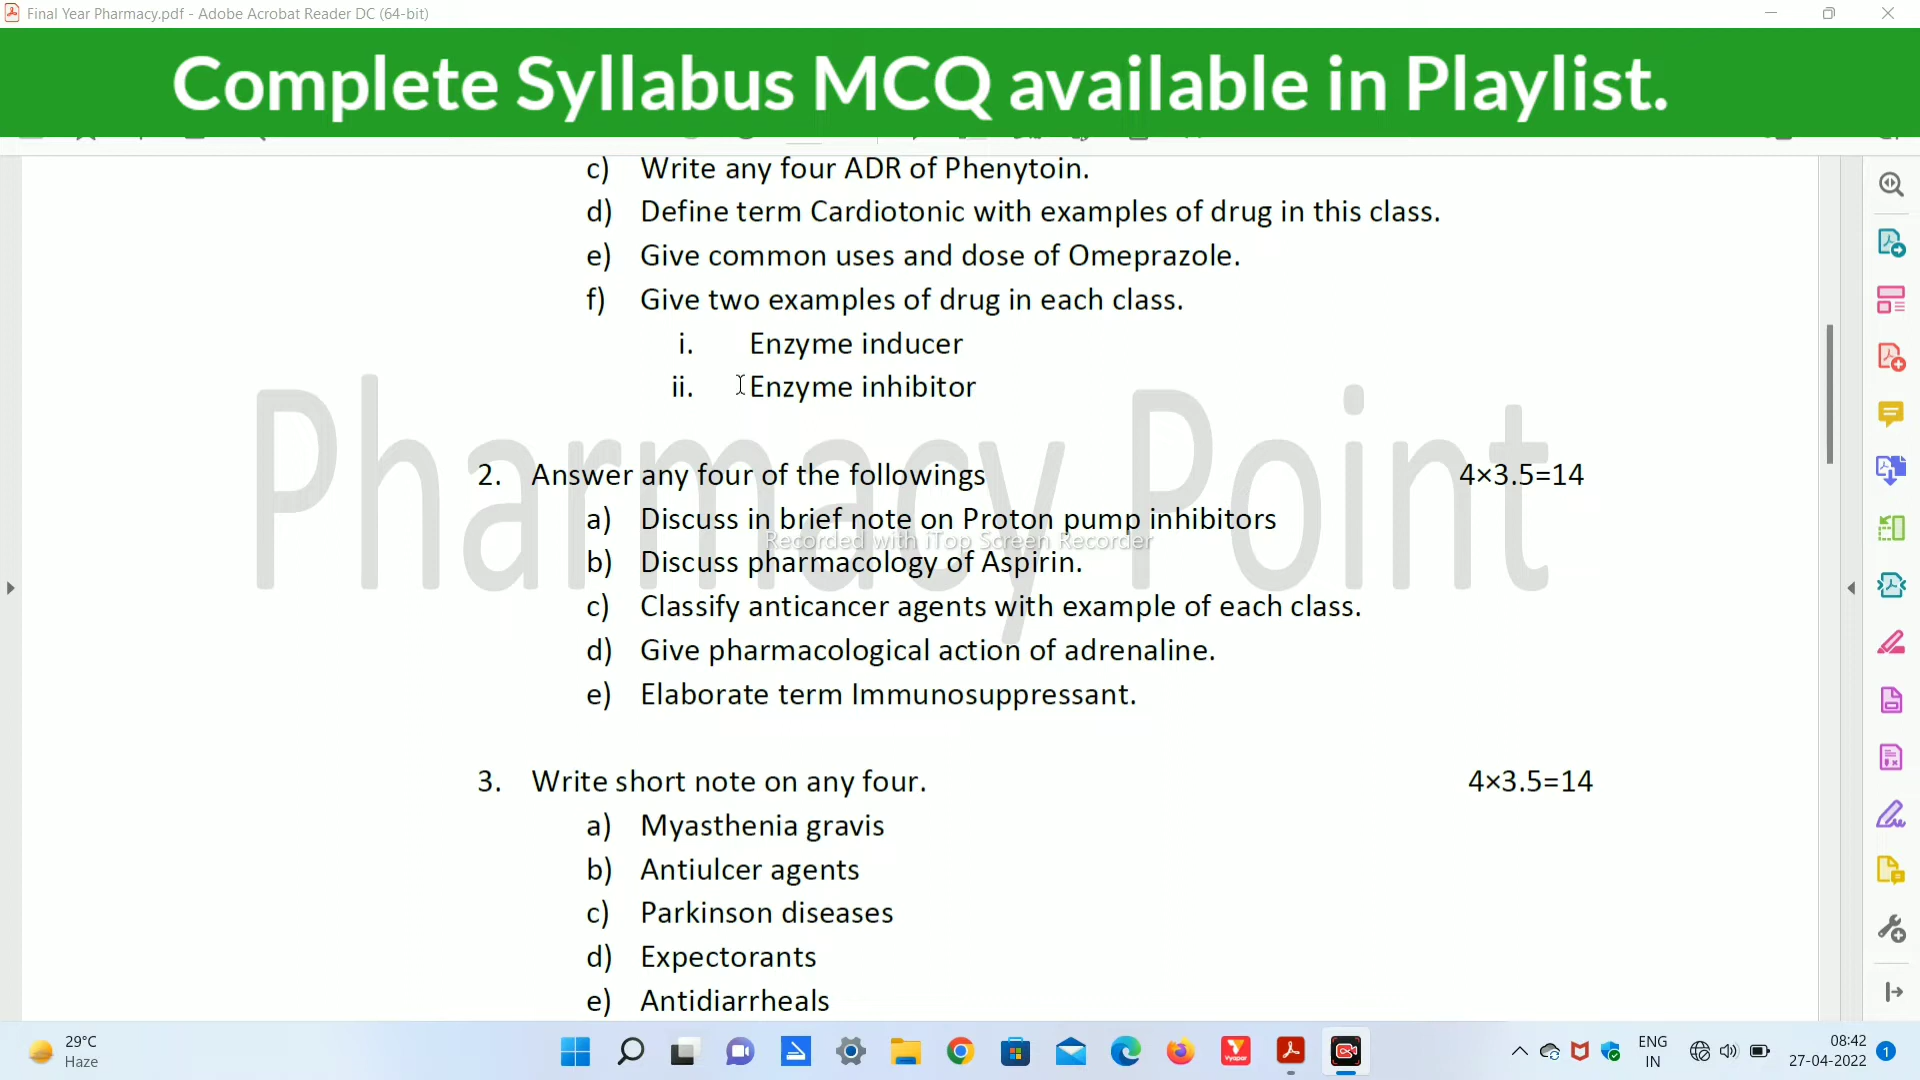 Final Year Pharmacy.pdf - Adobe Acrobat Reader DC (64-bit)
Complete Syllabus MCQ available in Playlist.
c) Write any four ADR of Phenytoin.
d) Define term Cardiotonic with examples of drug in this class.
e) Give common uses and dose of Omeprazole.
f) Give two examples of drug in each class.
i. Enzyme inducer
ii. Enzyme inhibitor
Pharmacy Point
2. Answer any four of the followings 4×3.5=14
a) Discuss in brief note on Proton pump inhibitors
Recorded with iTop Screen Recorder
b) Discuss pharmacology of Aspirin.
c) Classify anticancer agents with example of each class.
d) Give pharmacological action of adrenaline.
e) Elaborate term Immunosuppressant.
3. Write short note on any four. 4×3.5=14
a) Myasthenia gravis
b) Antiulcer agents
c) Parkinson diseases
d) Expectorants
e) Antidiarrheals
29°C
Haze
Vyapar
ENG
IN
08:42
27-04-2022
1